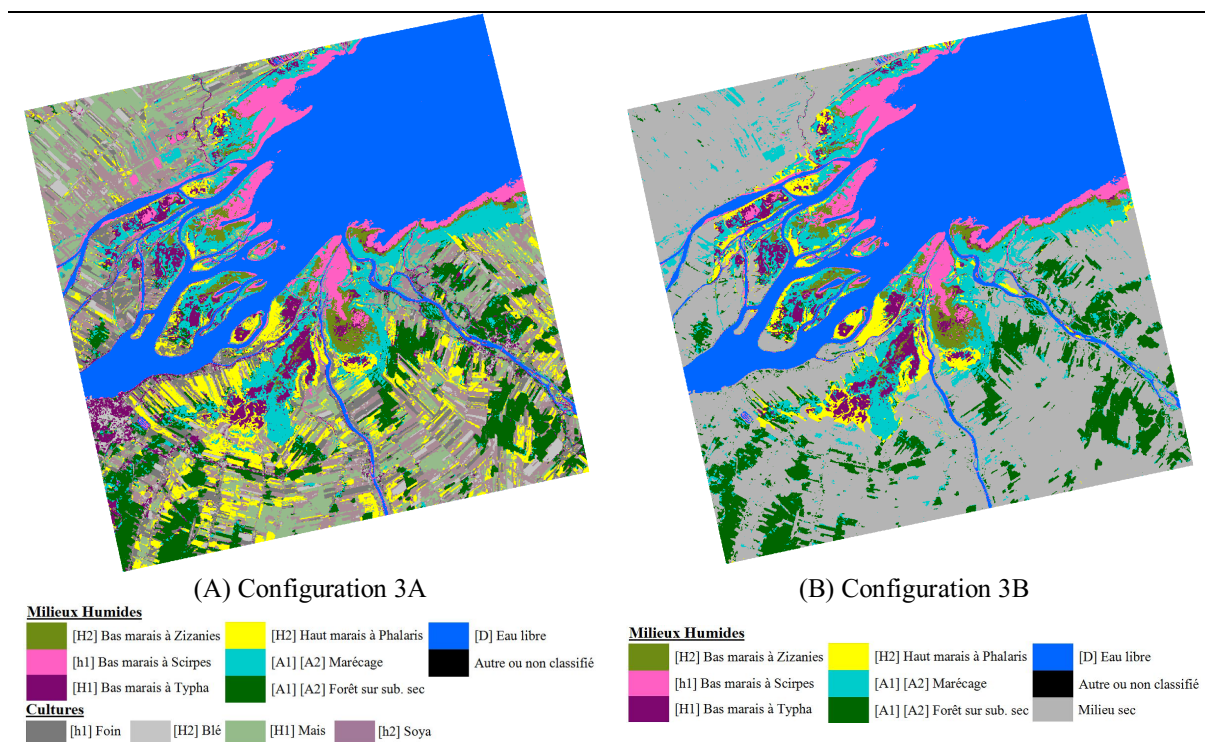 (A) Configuration 3A
(B) Configuration 3B
Milieux Humides
[H2] Bas marais à Zizanies
[H2] Haut marais à Phalaris
[D] Eau libre
[h1] Bas marais à Scirpes
[A1] [A2] Marécage
Autre ou non classifié
[H1] Bas marais à Typha
[A1] [A2] Forêt sur sub. sec
Cultures
[h1] Foin
[H2] Blé
[H1] Mais
[h2] Soya
Milieux Humides
[H2] Bas marais à Zizanies
[H2] Haut marais à Phalaris
[D] Eau libre
[h1] Bas marais à Scirpes
[A1] [A2] Marécage
Autre ou non classifié
[H1] Bas marais à Typha
[A1] [A2] Forêt sur sub. sec
Milieu sec